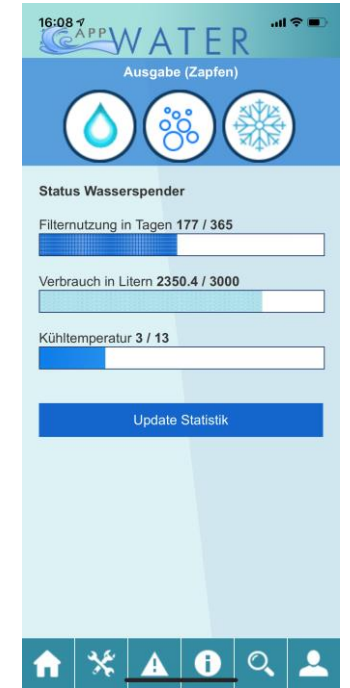 16:08
APPWATER
Ausgabe (Zapfen)
Status Wasserspender
Filternutzung in Tagen 177 / 365
Verbrauch in Litern 2350.4 / 3000
Kühltemperatur 3 / 13
Update Statistik